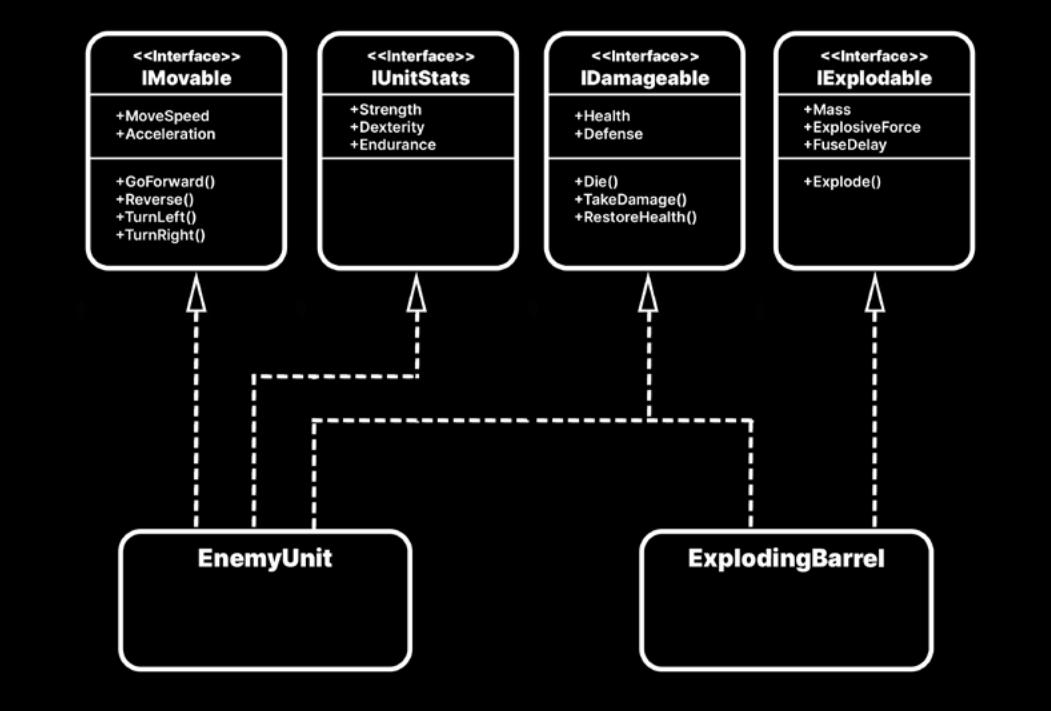 <<Interface>>
IMovable
+MoveSpeed
+Acceleration
+GoForward()
+Reverse()
+TurnLeft()
+TurnRight()
<<Interface>>
IUnitStats
+Strength
+Dexterity
+Endurance
<<Interface>>
IDamageable
+Health
+Defense
+Die()
+TakeDamage()
+RestoreHealth()
<<Interface>>
IExplodable
+Mass
+ExplosiveForce
+FuseDelay
+Explode()
EnemyUnit
ExplodingBarrel